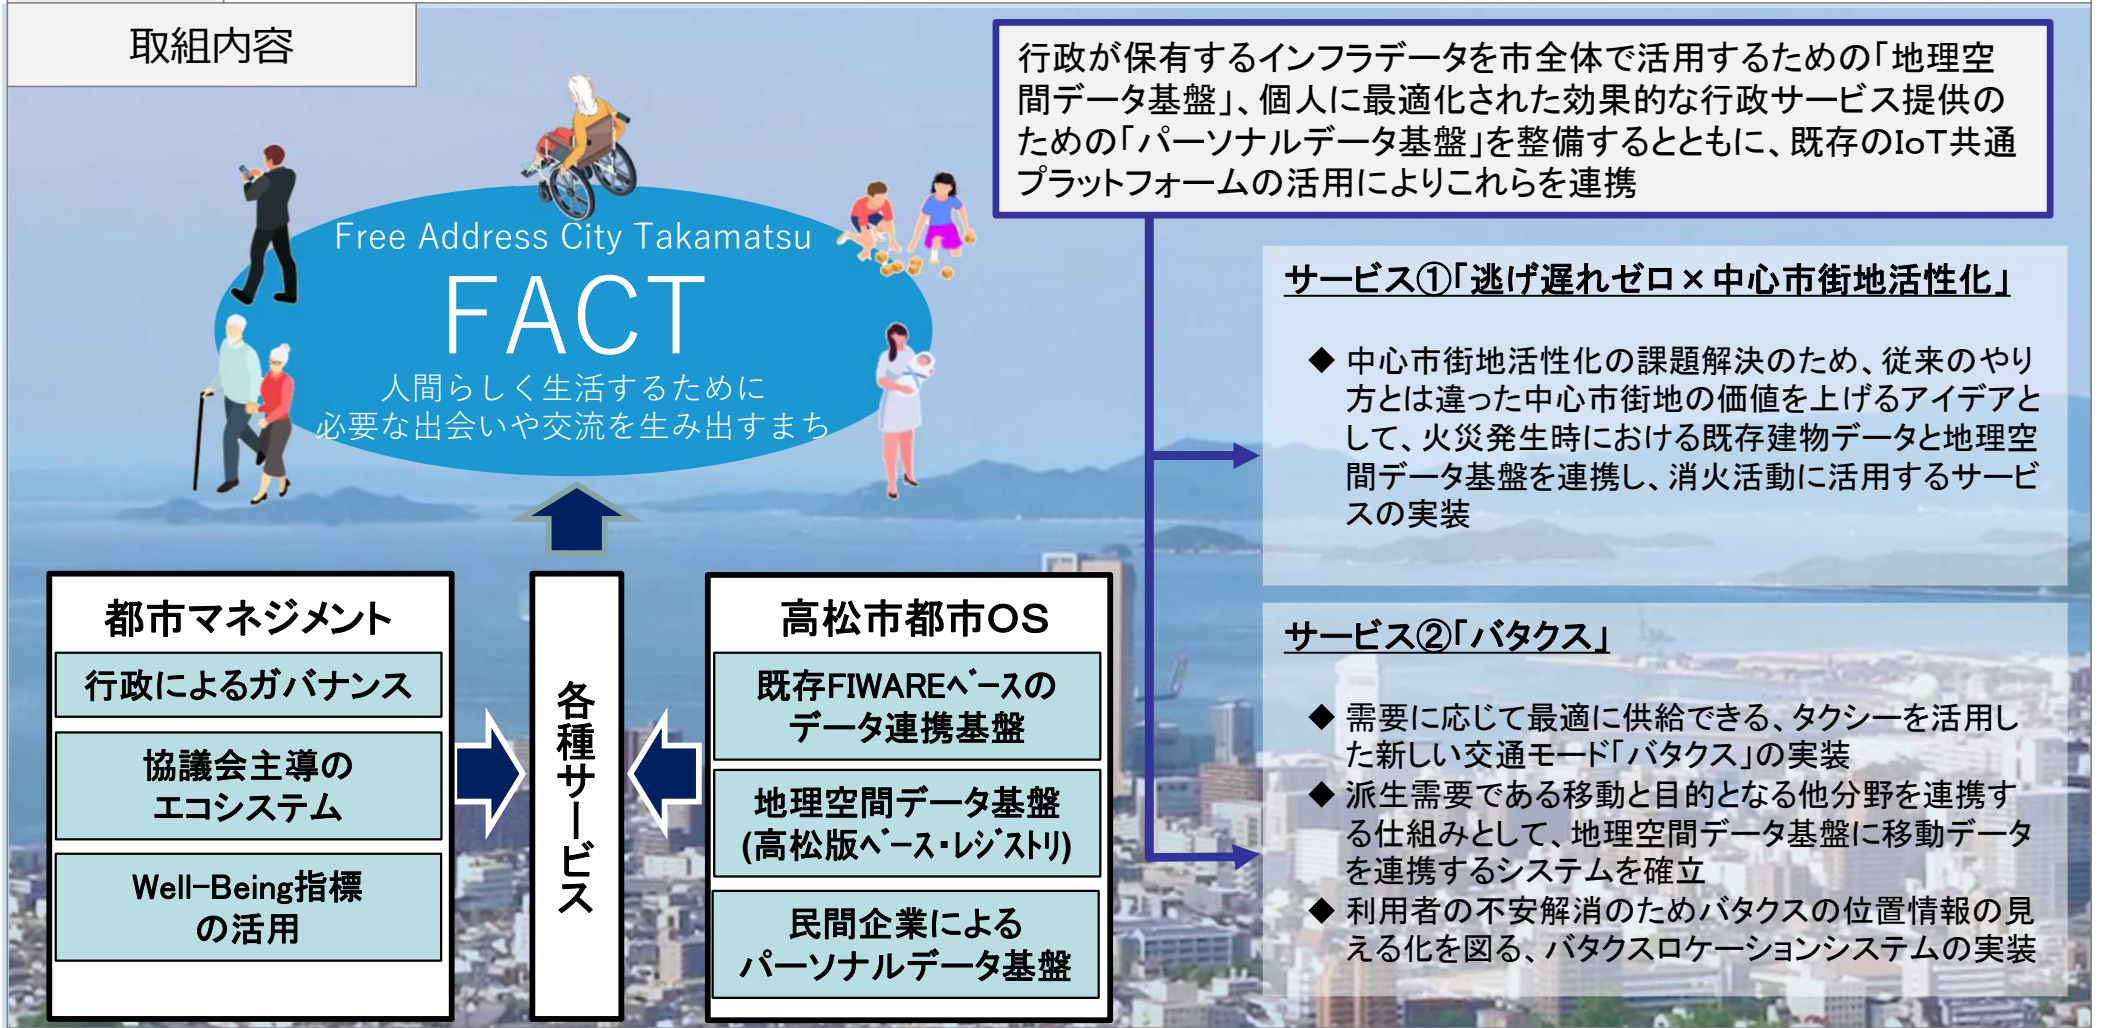 取組内容
行政が保有するインフラデータを市全体で活用するための「地理空
間データ基盤」、個人に最適化された効果的な行政サービス提供の
ための「パーソナルデータ基盤」を整備するとともに、既存のIoT共通
プラットフォームの活用によりこれらを連携
Free Address City Takamatsu
FACT
人間らしく生活するために
必要な出会いや交流を生み出すまち
都市マネジメント
行政によるガバナンス
協議会主導の
エコシステム
Well-Being指標
の活用
各種サービス
高松市都市OS
既存FIWAREﾍﾞｰｽの
データ連携基盤
地理空間データ基盤
(高松版ﾍﾞｰｽ・ﾚｼﾞｽﾄﾘ)
民間企業による
パーソナルデータ基盤
サービス①「逃げ遅れゼロ×中心市街地活性化」
◆ 中心市街地活性化の課題解決のため、従来のやり
方とは違った中心市街地の価値を上げるアイデアと
して、火災発生時における既存建物データと地理空
間データ基盤を連携し、消火活動に活用するサービ
スの実装
サービス②「バタクス」
◆ 需要に応じて最適に供給できる、タクシーを活用し
た新しい交通モード「バタクス」の実装
◆ 派生需要である移動と目的となる他分野を連携す
る仕組みとして、地理空間データ基盤に移動データ
を連携するシステムを確立
◆ 利用者の不安解消のためバタクスの位置情報の見
える化を図る、バタクスロケーションシステムの実装